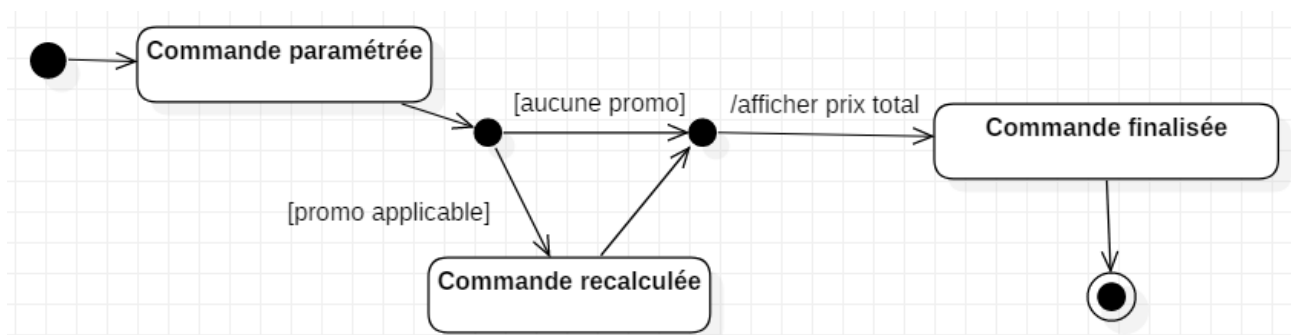 Commande paramétrée
[aucune promo]
/afficher prix total
Commande finalisée
[promo applicable]
Commande recalculée